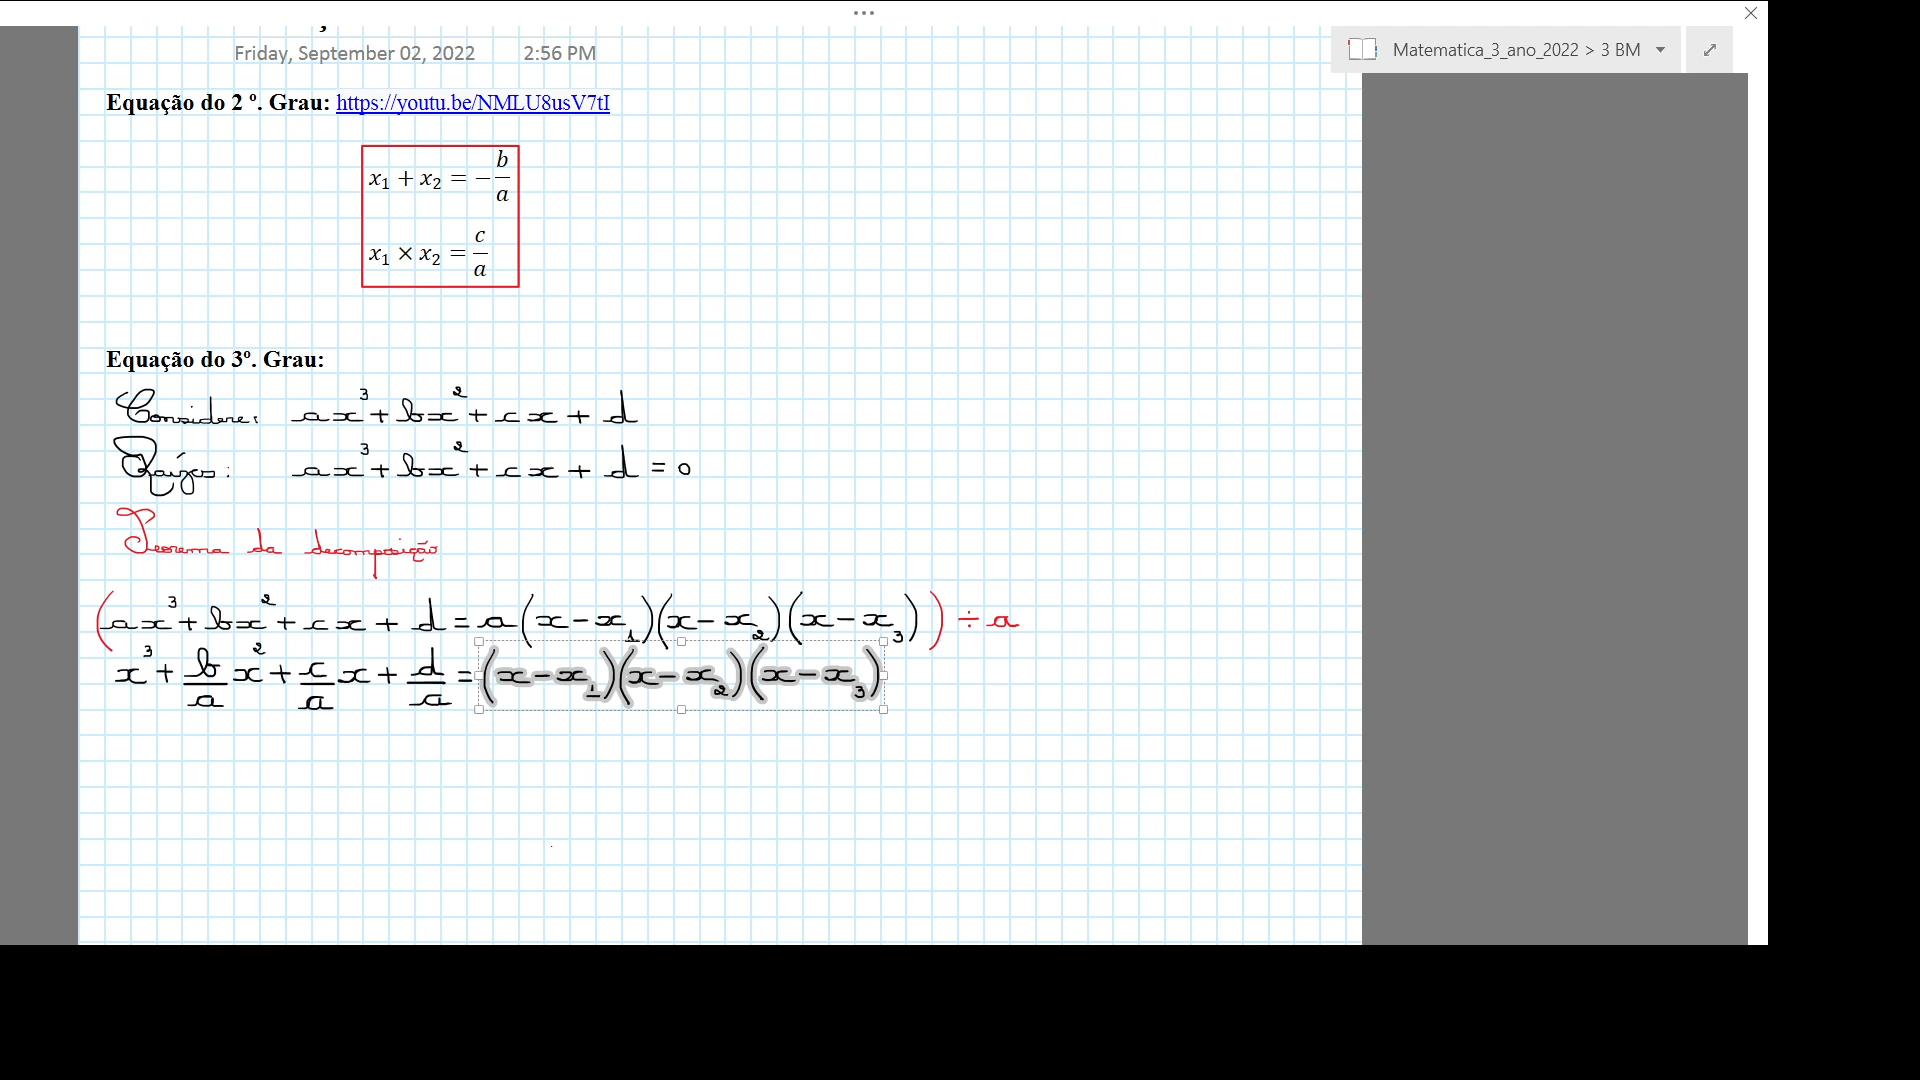 Friday, September 02, 2022 2:56 PM
Matematica_3_ano_2022 > 3 BM
Equação do 2 º. Grau: https://youtu.be/NMLU8usV7tI
x₁ + x₂ = -b/a
x₁ × x₂ = c/a
Equação do 3º. Grau:
Considere: ax³ + bx² + cx + d
Raízes: ax³ + bx² + cx + d = 0
Teorema da decomposição
(ax³ + bx² + cx + d = a(x - x₁)(x - x₂)(x - x₃)) ÷ a
x³ + b/a x² + c/a x + d/a = (x - x₁)(x - x₂)(x - x₃)